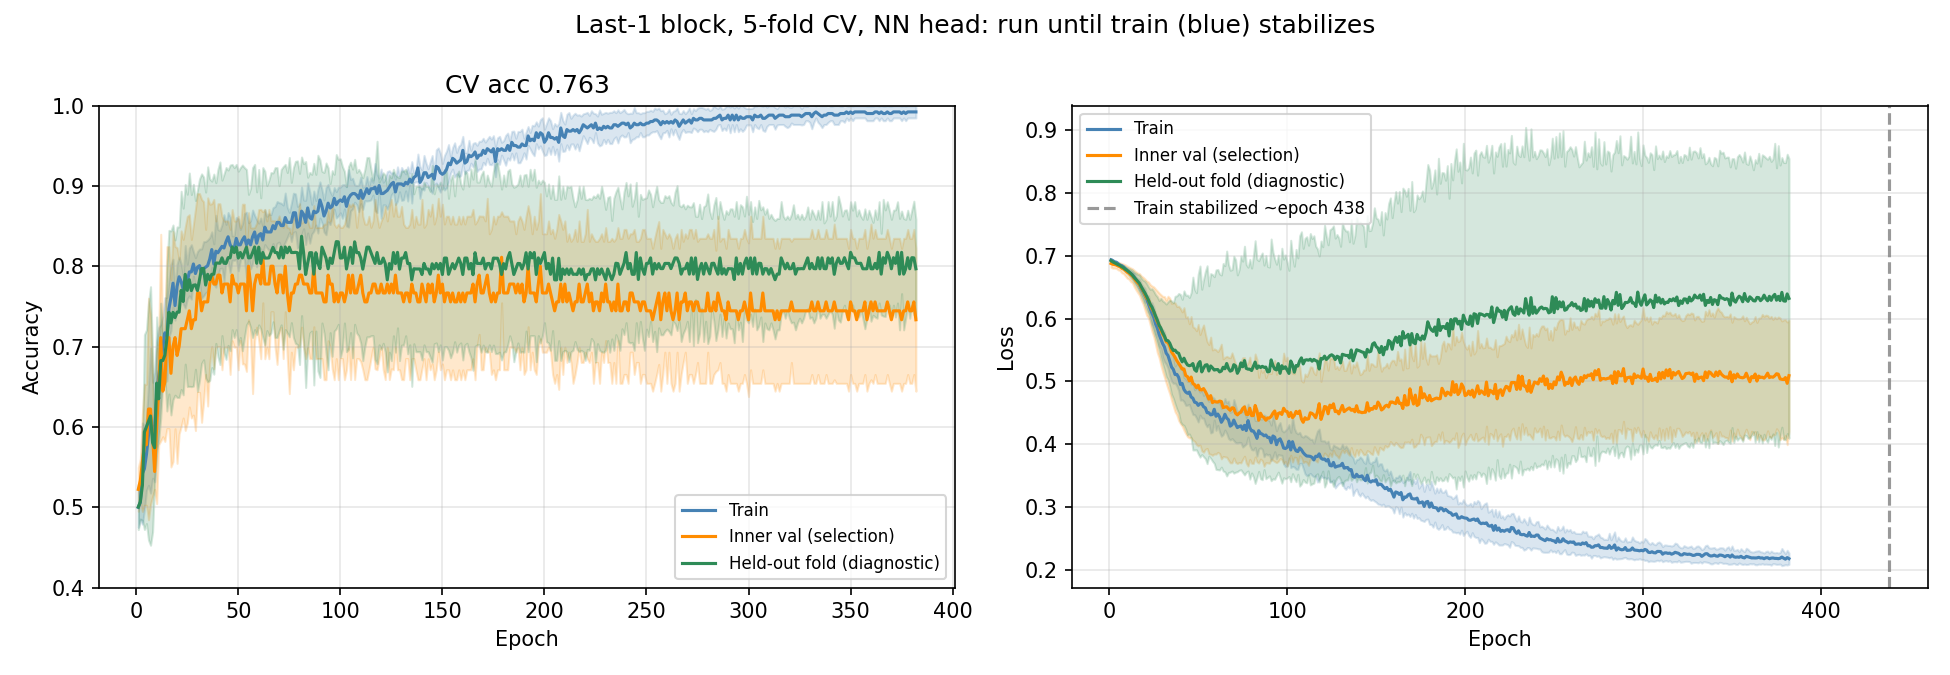 Last-1 block, 5-fold CV, NN head: run until train (blue) stabilizes
CV acc 0.763
Accuracy
1.0
0.9
0.8
0.7
0.6
0.5
0.4
0 50 100 150 200 250 300 350 400
Epoch
Train
Inner val (selection)
Held-out fold (diagnostic)
Loss
0.9
0.8
0.7
0.6
0.5
0.4
0.3
0.2
0 100 200 300 400
Epoch
Train
Inner val (selection)
Held-out fold (diagnostic)
Train stabilized ~epoch 438